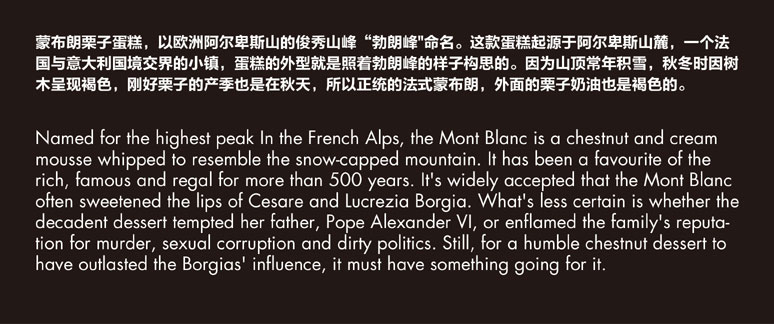 蒙布朗栗子蛋糕，以欧洲阿尔卑斯山的俊秀山峰“勃朗峰"命名。这款蛋糕起源于阿尔卑斯山麓，一个法
国与意大利国境交界的小镇，蛋糕的外型就是照着勃朗峰的样子构思的。因为山顶常年积雪，秋冬时因树
木呈现褐色，刚好栗子的产季也是在秋天，所以正统的法式蒙布朗，外面的栗子奶油也是褐色的。
Named for the highest peak In the French Alps, the Mont Blanc is a chestnut and cream
mousse whipped to resemble the snow-capped mountain. It has been a favourite of the
rich, famous and regal for more than 500 years. It's widely accepted that the Mont Blanc
often sweetened the lips of Cesare and Lucrezia Borgia. What's less certain is whether the
decadent dessert tempted her father, Pope Alexander VI, or enflamed the family's reputa-
tion for murder, sexual corruption and dirty politics. Still, for a humble chestnut dessert to
have outlasted the Borgias' influence, it must have something going for it.